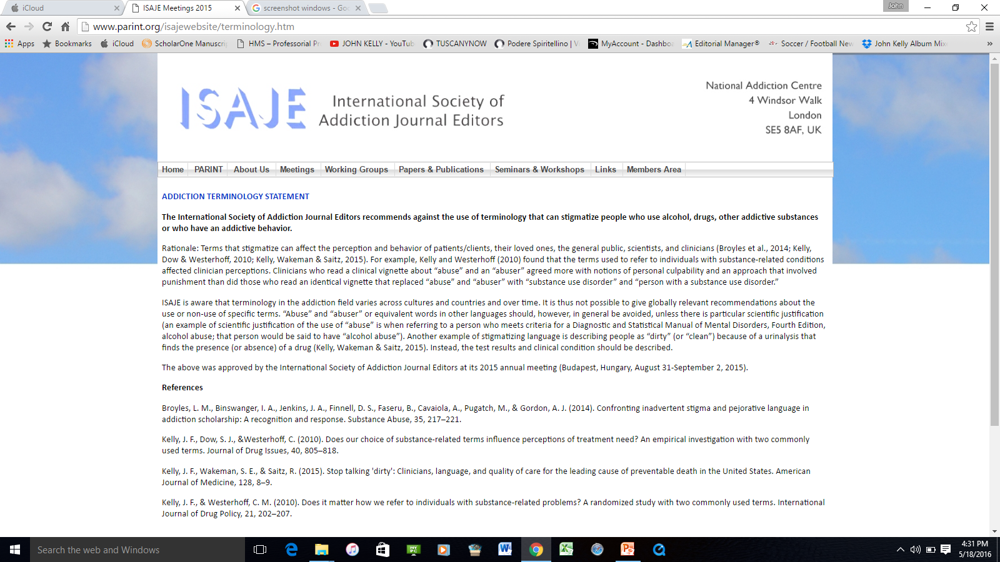 iCloud
ISAJE Meetings 2015
screenshot windows - Goo
John
www.parint.org/isajewebsite/terminology.htm
Apps
Bookmarks
iCloud
ScholarOne Manuscrip
HMS – Professorial Pr
JOHN KELLY - YouTub
TUSCANYNOW
Podere Spiritellino | Vi
MyAccount - Dashboa
Editorial Manager®
Soccer / Football New
John Kelly Album Mixe
»
ISAJE
International Society of
Addiction Journal Editors
National Addiction Centre
4 Windsor Walk
London
SE5 8AF, UK
Home PARINT About Us Meetings Working Groups Papers & Publications Seminars & Workshops Links Members Area
ADDICTION TERMINOLOGY STATEMENT
The International Society of Addiction Journal Editors recommends against the use of terminology that can stigmatize people who use alcohol, drugs, other addictive substances
or who have an addictive behavior.
Rationale: Terms that stigmatize can affect the perception and behavior of patients/clients, their loved ones, the general public, scientists, and clinicians (Broyles et al., 2014; Kelly,
Dow & Westerhoff, 2010; Kelly, Wakeman & Saitz, 2015). For example, Kelly and Westerhoff (2010) found that the terms used to refer to individuals with substance-related conditions
affected clinician perceptions. Clinicians who read a clinical vignette about “abuse” and an “abuser” agreed more with notions of personal culpability and an approach that involved
punishment than did those who read an identical vignette that replaced “abuse” and “abuser” with “substance use disorder” and “person with a substance use disorder.”
ISAJE is aware that terminology in the addiction field varies across cultures and countries and over time. It is thus not possible to give globally relevant recommendations about the
use or non-use of specific terms. “Abuse” and “abuser” or equivalent words in other languages should, however, in general be avoided, unless there is particular scientific justification
(an example of scientific justification of the use of “abuse” is when referring to a person who meets criteria for a Diagnostic and Statistical Manual of Mental Disorders, Fourth Edition,
alcohol abuse; that person would be said to have “alcohol abuse”). Another example of stigmatizing language is describing people as “dirty” (or “clean”) because of a urinalysis that
finds the presence (or absence) of a drug (Kelly, Wakeman & Saitz, 2015). Instead, the test results and clinical condition should be described.
The above was approved by the International Society of Addiction Journal Editors at its 2015 annual meeting (Budapest, Hungary, August 31-September 2, 2015).
References
Broyles, L. M., Binswanger, I. A., Jenkins, J. A., Finnell, D. S., Faseru, B., Cavaiola, A., Pugatch, M., & Gordon, A. J. (2014). Confronting inadvertent stigma and pejorative language in
addiction scholarship: A recognition and response. Substance Abuse, 35, 217–221.
Kelly, J. F., Dow, S. J., &Westerhoff, C. (2010). Does our choice of substance-related terms influence perceptions of treatment need? An empirical investigation with two commonly
used terms. Journal of Drug Issues, 40, 805–818.
Kelly, J. F., Wakeman, S. E., & Saitz, R. (2015). Stop talking 'dirty': Clinicians, language, and quality of care for the leading cause of preventable death in the United States. American
Journal of Medicine, 128, 8–9.
Kelly, J. F., & Westerhoff, C. M. (2010). Does it matter how we refer to individuals with substance-related problems? A randomized study with two commonly used terms. International
Journal of Drug Policy, 21, 202–207.
Search the web and Windows
MY PC
4:31 PM
5/18/2016